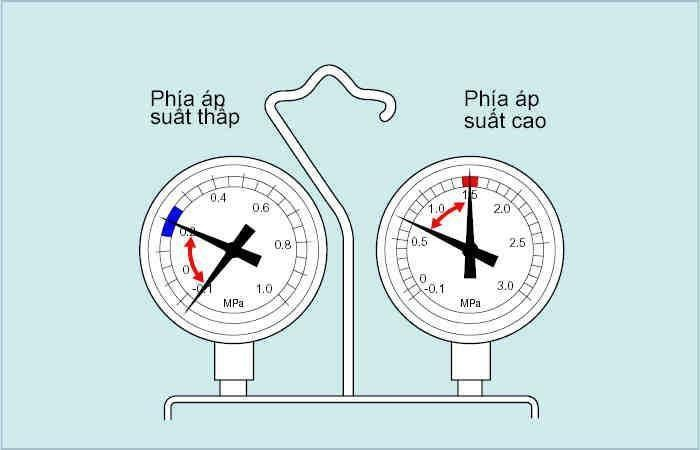 Phía áp
suất thấp
Phía áp
suất cao
0.4
0.6
0.2
0.8
0
-0.1
1.0
MPa
1.5
1.0
2.0
0.5
2.5
0
-0.1
3.0
MPa